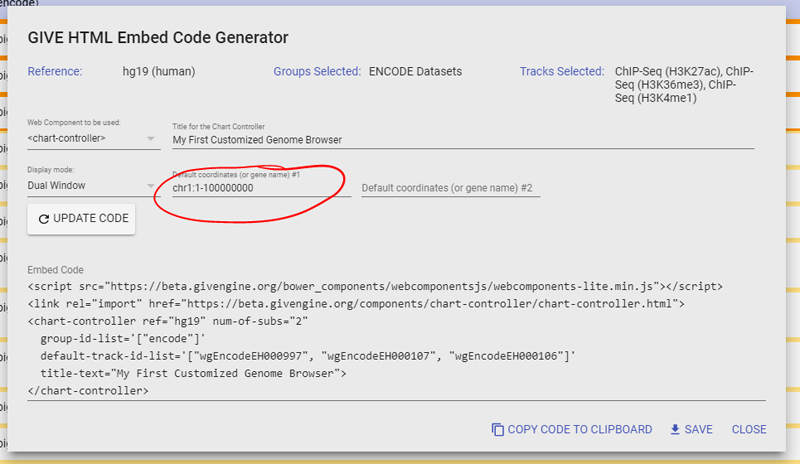 encode)
GIVE HTML Embed Code Generator
Reference: hg19 (human) Groups Selected: ENCODE Datasets Tracks Selected: ChIP-Seq (H3K27ac), ChIP-
Seq (H3K36me3), ChIP-
Seq (H3K4me1)
Web Component to be used: Title for the Chart Controller
<chart-controller> My First Customized Genome Browser
Display mode: Default coordinates (or gene name) #1
Dual Window chr1:1-100000000 Default coordinates (or gene name) #2
UPDATE CODE
Embed Code
<script src="https://beta.givengine.org/bower_components/webcomponentsjs/webcomponents-lite.min.js"></script>
<link rel="import" href="https://beta.givengine.org/components/chart-controller/chart-controller.html">
<chart-controller ref="hg19" num-of-subs="2"
group-id-list='["encode"]'
default-track-id-list='["wgEncodeEH000997", "wgEncodeEH000107", "wgEncodeEH000106"]'
title-text="My First Customized Genome Browser">
</chart-controller>
COPY CODE TO CLIPBOARD SAVE CLOSE